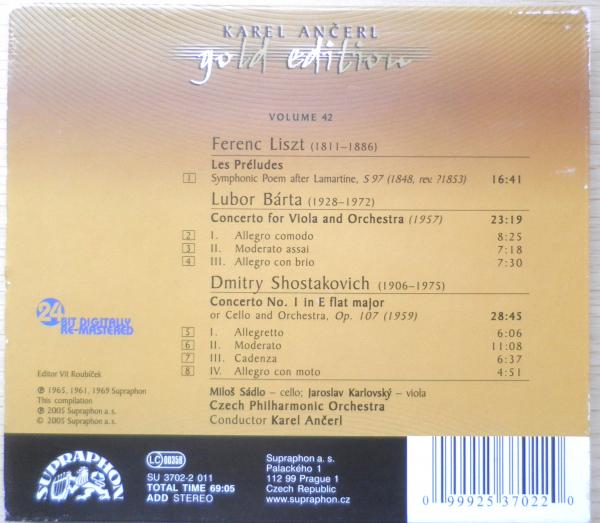 KAREL ANČERL
gold edition
VOLUME 42
Ferenc Liszt (1811–1886)
Les Préludes
1 Symphonic Poem after Lamartine, S 97 (1848, rev. ?1853) 16:41
Lubor Bárta (1928–1972)
Concerto for Viola and Orchestra (1957) 23:19
2 I. Allegro comodo 8:25
3 II. Moderato assai 7:18
4 III. Allegro con brio 7:30
Dmitry Shostakovich (1906–1975)
Concerto No. 1 in E flat major
or Cello and Orchestra, Op. 107 (1959) 28:45
5 I. Allegretto 6:06
6 II. Moderato 11:08
7 III. Cadenza 6:37
8 IV. Allegro con moto 4:51
Miloš Sádlo – cello; Jaroslav Karlovský – viola
Czech Philharmonic Orchestra
Conductor Karel Ančerl
24
BIT DIGITALLY
RE-MASTERED
Editor Vít Roubíček
℗ 1965, 1961, 1969 Supraphon
This compilation
℗ 2005 Supraphon a. s.
© 2005 Supraphon a. s.
SUPRAPHON
LC 00358
SU 3702-2 011
TOTAL TIME 69:05
ADD STEREO
Supraphon a. s.
Palackého 1
112 99 Prague 1
Czech Republic
www.supraphon.cz
0 99925 37022 0